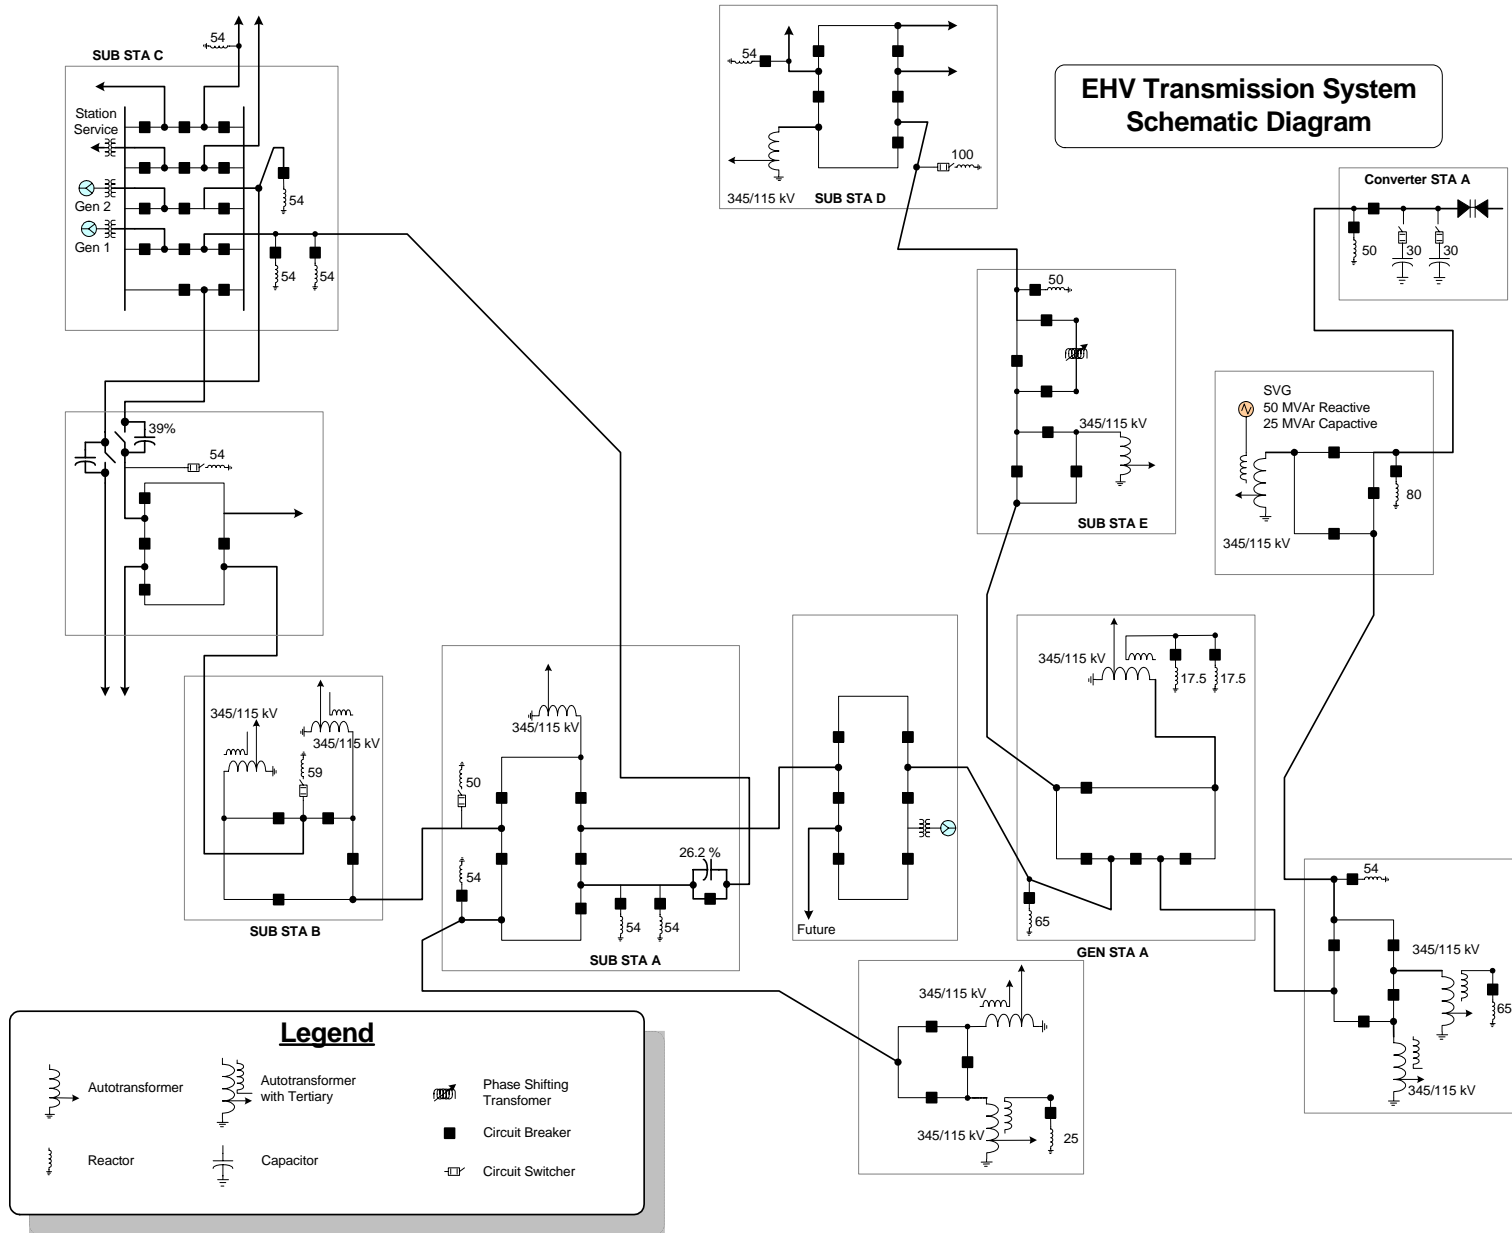 EHV Transmission System
Schematic Diagram
54
SUB STA C
Station
Service
Gen 2
Gen 1
54
54
54
39%
54
345/115 kV
345/115 kV
59
SUB STA B
345/115 kV
50
54
26.2 %
54
54
SUB STA A
54
345/115 kV
SUB STA D
100
50
345/115 kV
SUB STA E
Converter STA A
50
30
30
SVG
50 MVAr Reactive
25 MVAr Capactive
80
345/115 kV
Future
345/115 kV
17.5
17.5
65
GEN STA A
54
345/115 kV
65
345/115 kV
345/115 kV
345/115 kV
25
Legend
Autotransformer
Autotransformer
with Tertiary
Phase Shifting
Transfomer
Circuit Breaker
Reactor
Capacitor
Circuit Switcher